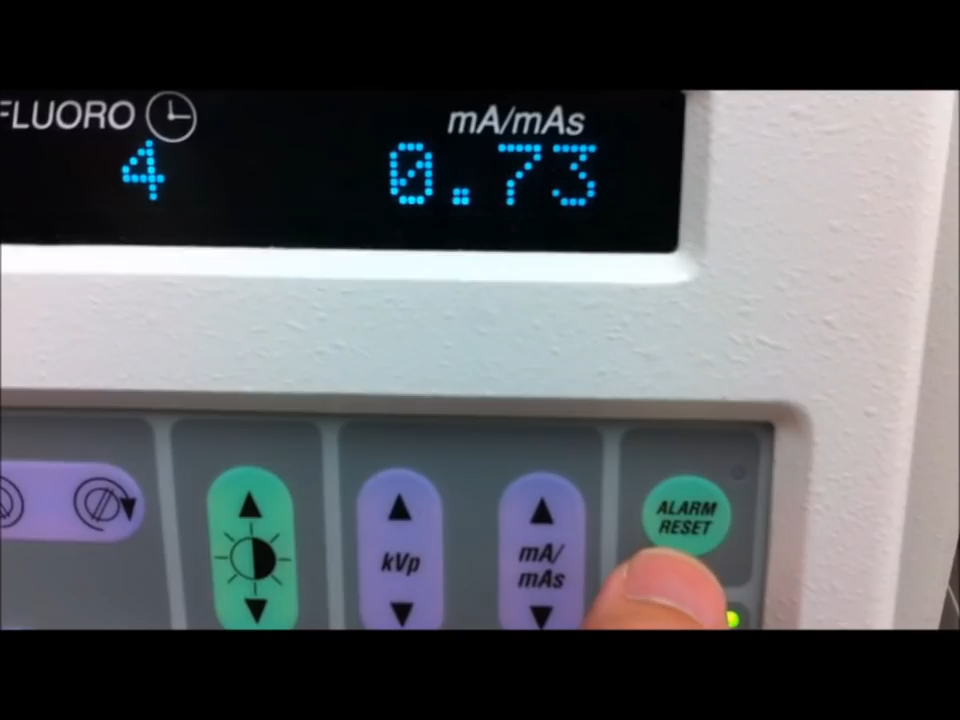 FLUORO
mA/mAs
4
0.73
kVp
mA/
mAs
ALARM
RESET